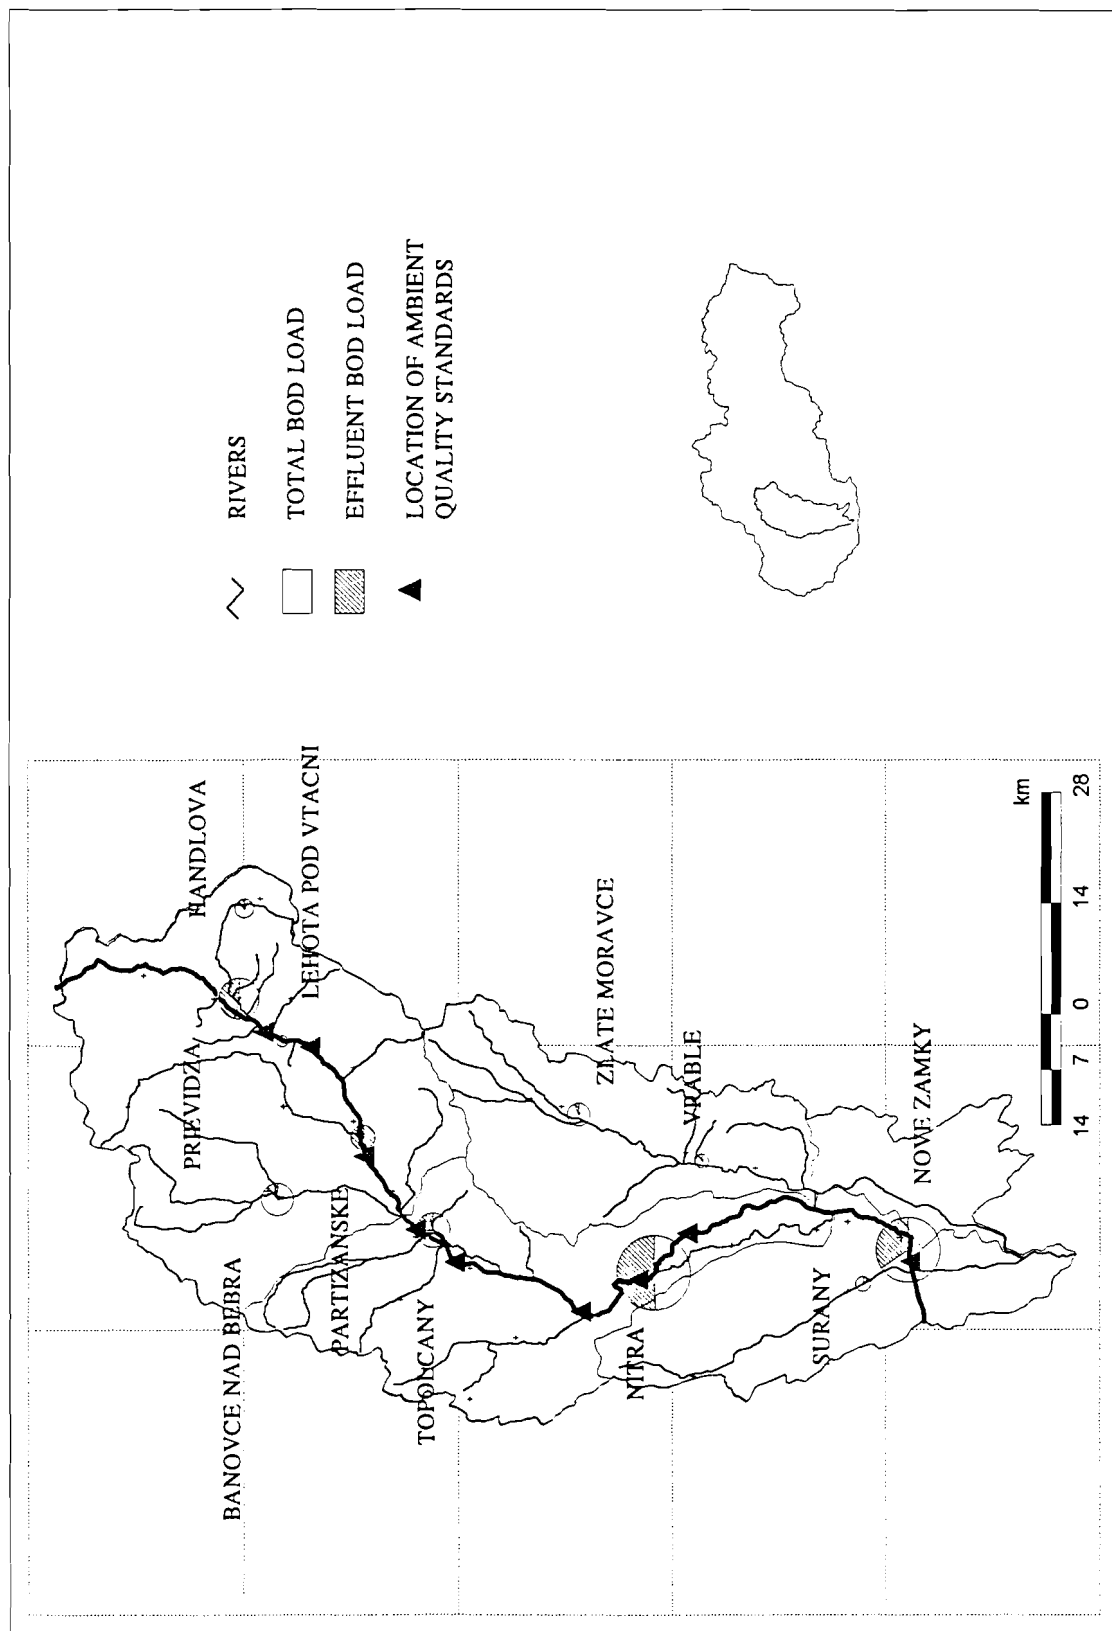 BANOVCE NAD BEBRA
PRIEVIDZA
HANDLOVA
LEHOTA POD VTACNI
PARTIZANSKE
TOPOLCANY
NITRA
ZLATE MORAVCE
VRABLE
SURANY
NOVE ZAMKY
km
14 7 0 14 28
RIVERS
TOTAL BOD LOAD
EFFLUENT BOD LOAD
LOCATION OF AMBIENT
QUALITY STANDARDS